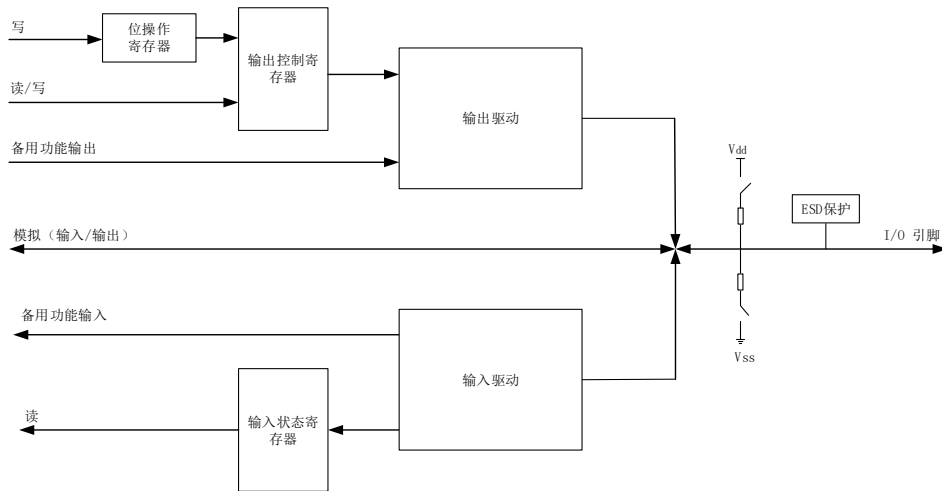 写
位操作
寄存器
输出控制寄
存器
读/写
输出驱动
备用功能输出
Vdd
ESD保护
模拟（输入/输出）
I/O 引脚
备用功能输入
Vss
输入驱动
读
输入状态寄
存器